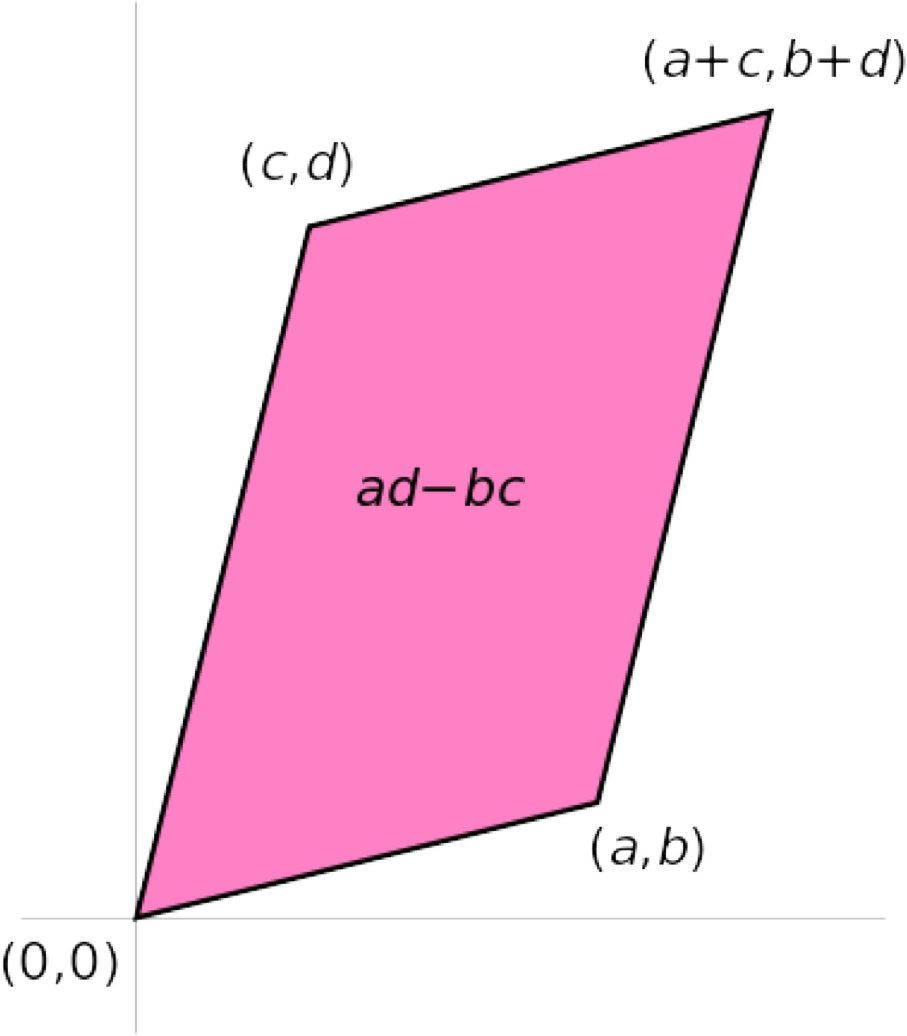 (a+c,b+d)
(c,d)
ad−bc
(a,b)
(0,0)